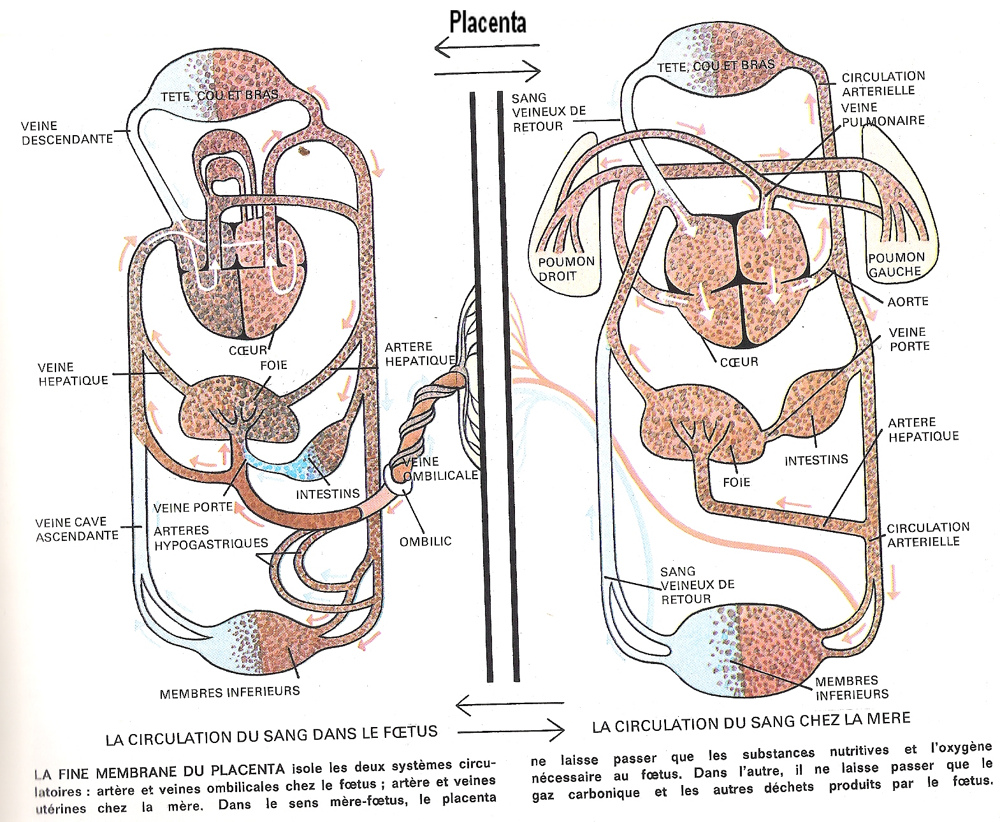 Placenta
TETE, COU ET BRAS
VEINE
DESCENDANTE
CŒUR
FOIE
ARTERE
HEPATIQUE
VEINE
HEPATIQUE
VEINE
OMBILICALE
INTESTINS
VEINE PORTE
VEINE CAVE
ASCENDANTE
ARTERES
HYPOGASTRIQUES
OMBILIC
MEMBRES INFERIEURS
LA CIRCULATION DU SANG DANS LE FŒTUS
TETE, COU ET BRAS
SANG
VEINEUX DE
RETOUR
CIRCULATION
ARTERIELLE
VEINE
PULMONAIRE
POUMON
DROIT
POUMON
GAUCHE
AORTE
VEINE
PORTE
CŒUR
ARTERE
HEPATIQUE
INTESTINS
FOIE
CIRCULATION
ARTERIELLE
SANG
VEINEUX DE
RETOUR
MEMBRES
INFERIEURS
LA CIRCULATION DU SANG CHEZ LA MERE
LA FINE MEMBRANE DU PLACENTA isole les deux systèmes circu-
latoires : artère et veines ombilicales chez le fœtus ; artère et veines
utérines chez la mère. Dans le sens mère-fœtus, le placenta
ne laisse passer que les substances nutritives et l'oxygène
nécessaire au fœtus. Dans l'autre, il ne laisse passer que le
gaz carbonique et les autres déchets produits par le fœtus.